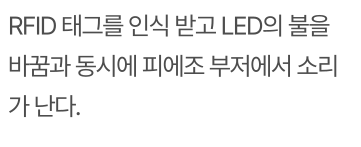 RFID 태그를 인식 받고 LED의 불을
바꿈과 동시에 피에조 부저에서 소리
가 난다.